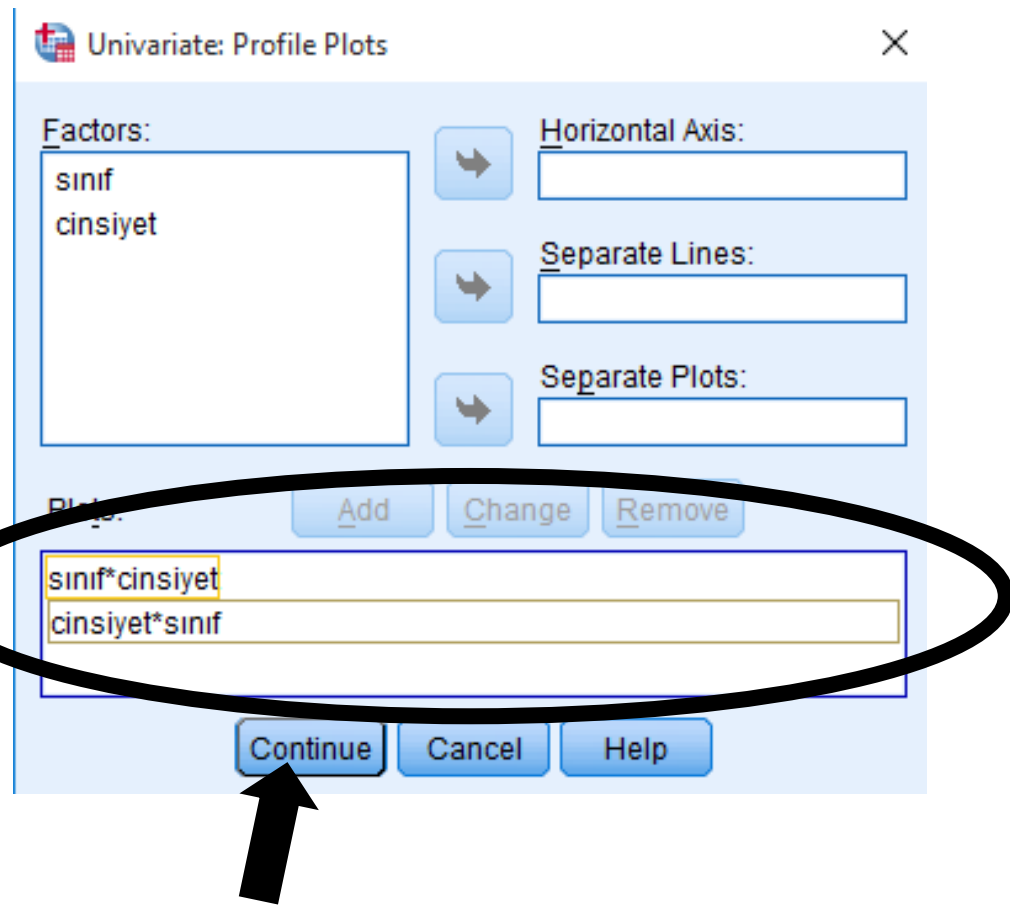 Univariate: Profile Plots
Factors:
sınıf
cinsiyet
Horizontal Axis:
Separate Lines:
Separate Plots:
Plots:
Add Change Remove
sınıf*cinsiyet
cinsiyet*sınıf
Continue Cancel Help